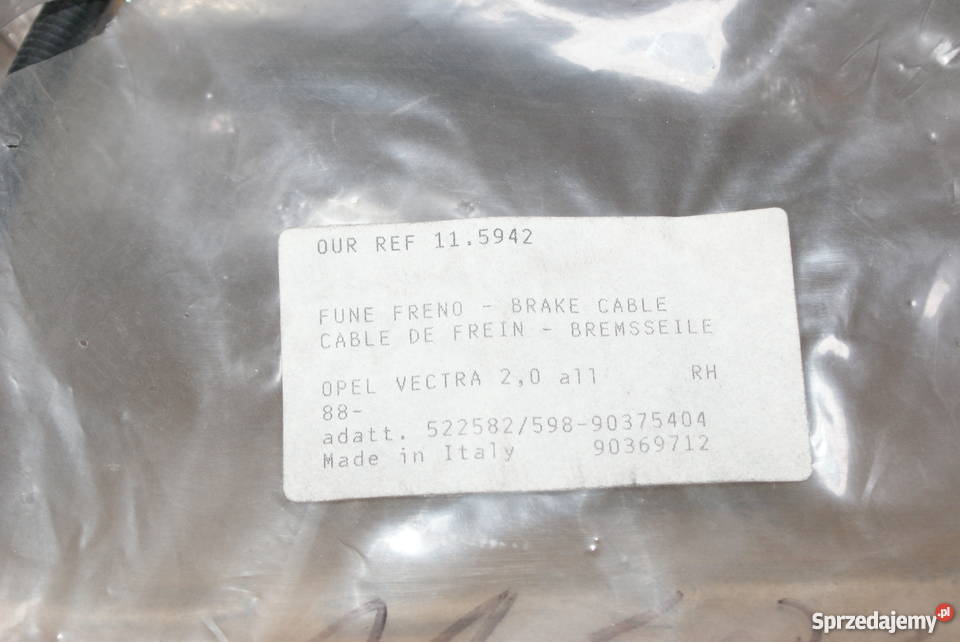 OUR REF 11.5942
FUNE FRENO - BRAKE CABLE
CABLE DE FREIN - BREMSSEILE
OPEL VECTRA 2,0 all RH
88-
adatt. 522582/598-90375404
Made in Italy 90369712
Sprzedajemy.pl